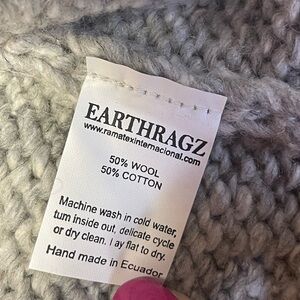 EARTHRAGZ
www.ramatexinternacional.com
50% WOOL
50% COTTON
Machine wash in cold water,
turn inside out, delicate cycle
or dry clean. Lay flat to dry.
Hand made in Ecuador